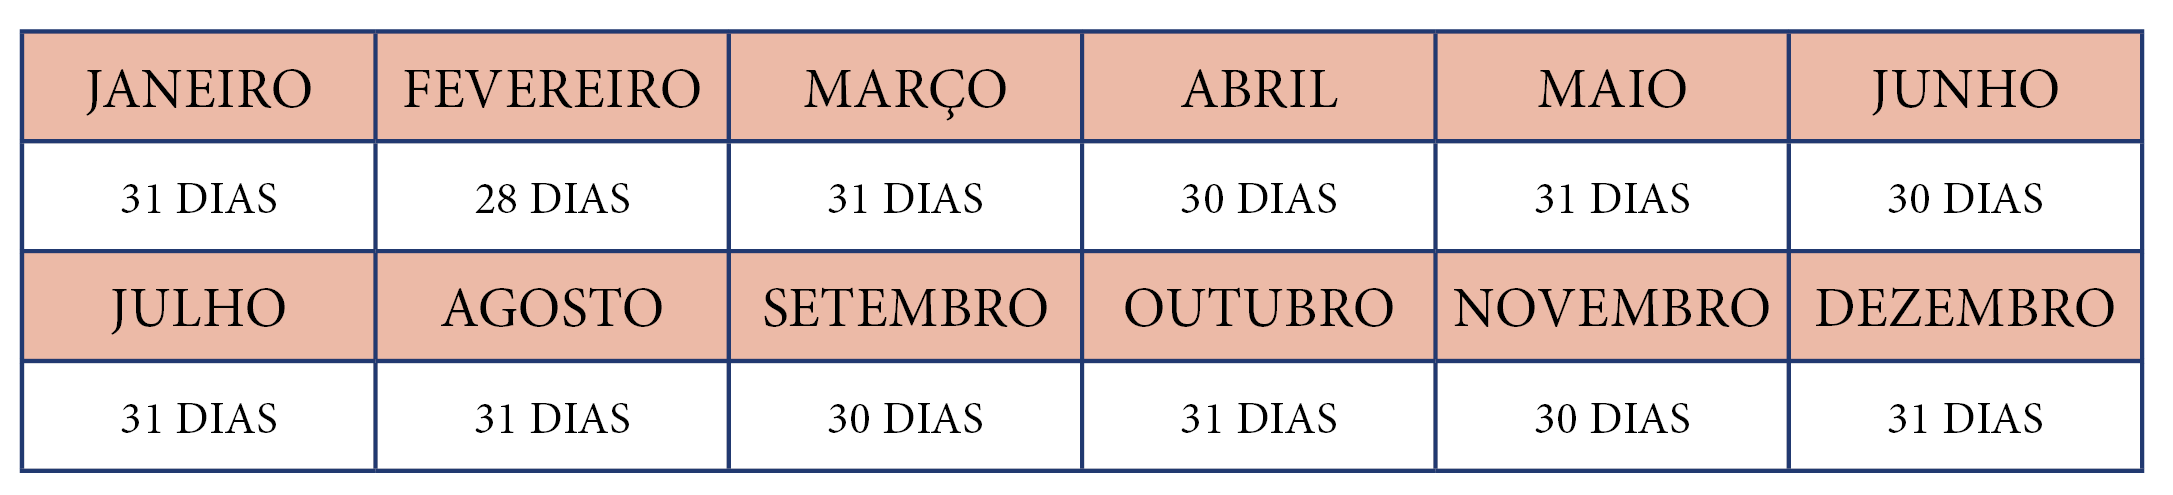 JANEIRO FEVEREIRO MARÇO ABRIL MAIO JUNHO
31 DIAS 28 DIAS 31 DIAS 30 DIAS 31 DIAS 30 DIAS
JULHO AGOSTO SETEMBRO OUTUBRO NOVEMBRO DEZEMBRO
31 DIAS 31 DIAS 30 DIAS 31 DIAS 30 DIAS 31 DIAS